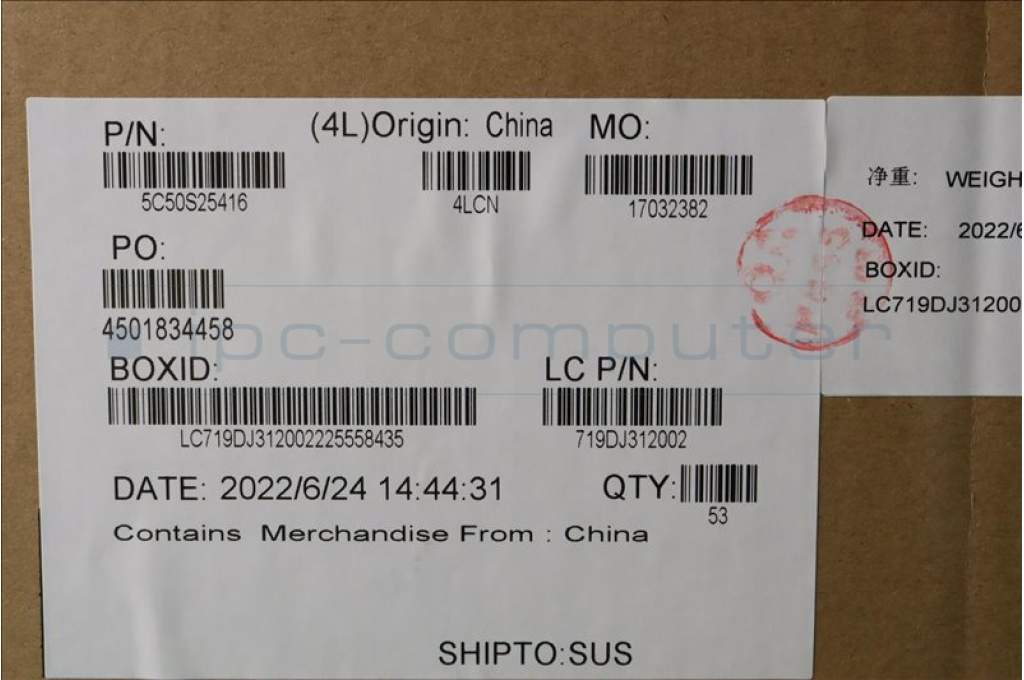 P/N:
(4L)Origin: China
MO:
5C50S25416
4LCN
17032382
PO:
4501834458
BOXID:
LC P/N:
LC719DJ312002225558435
719DJ312002
DATE: 2022/6/24 14:44:31
QTY:
53
Contains Merchandise From : China
SHIPTO:SUS
净重: WEIGH
DATE: 2022/6
BOXID:
LC719DJ31200
ipc-computer